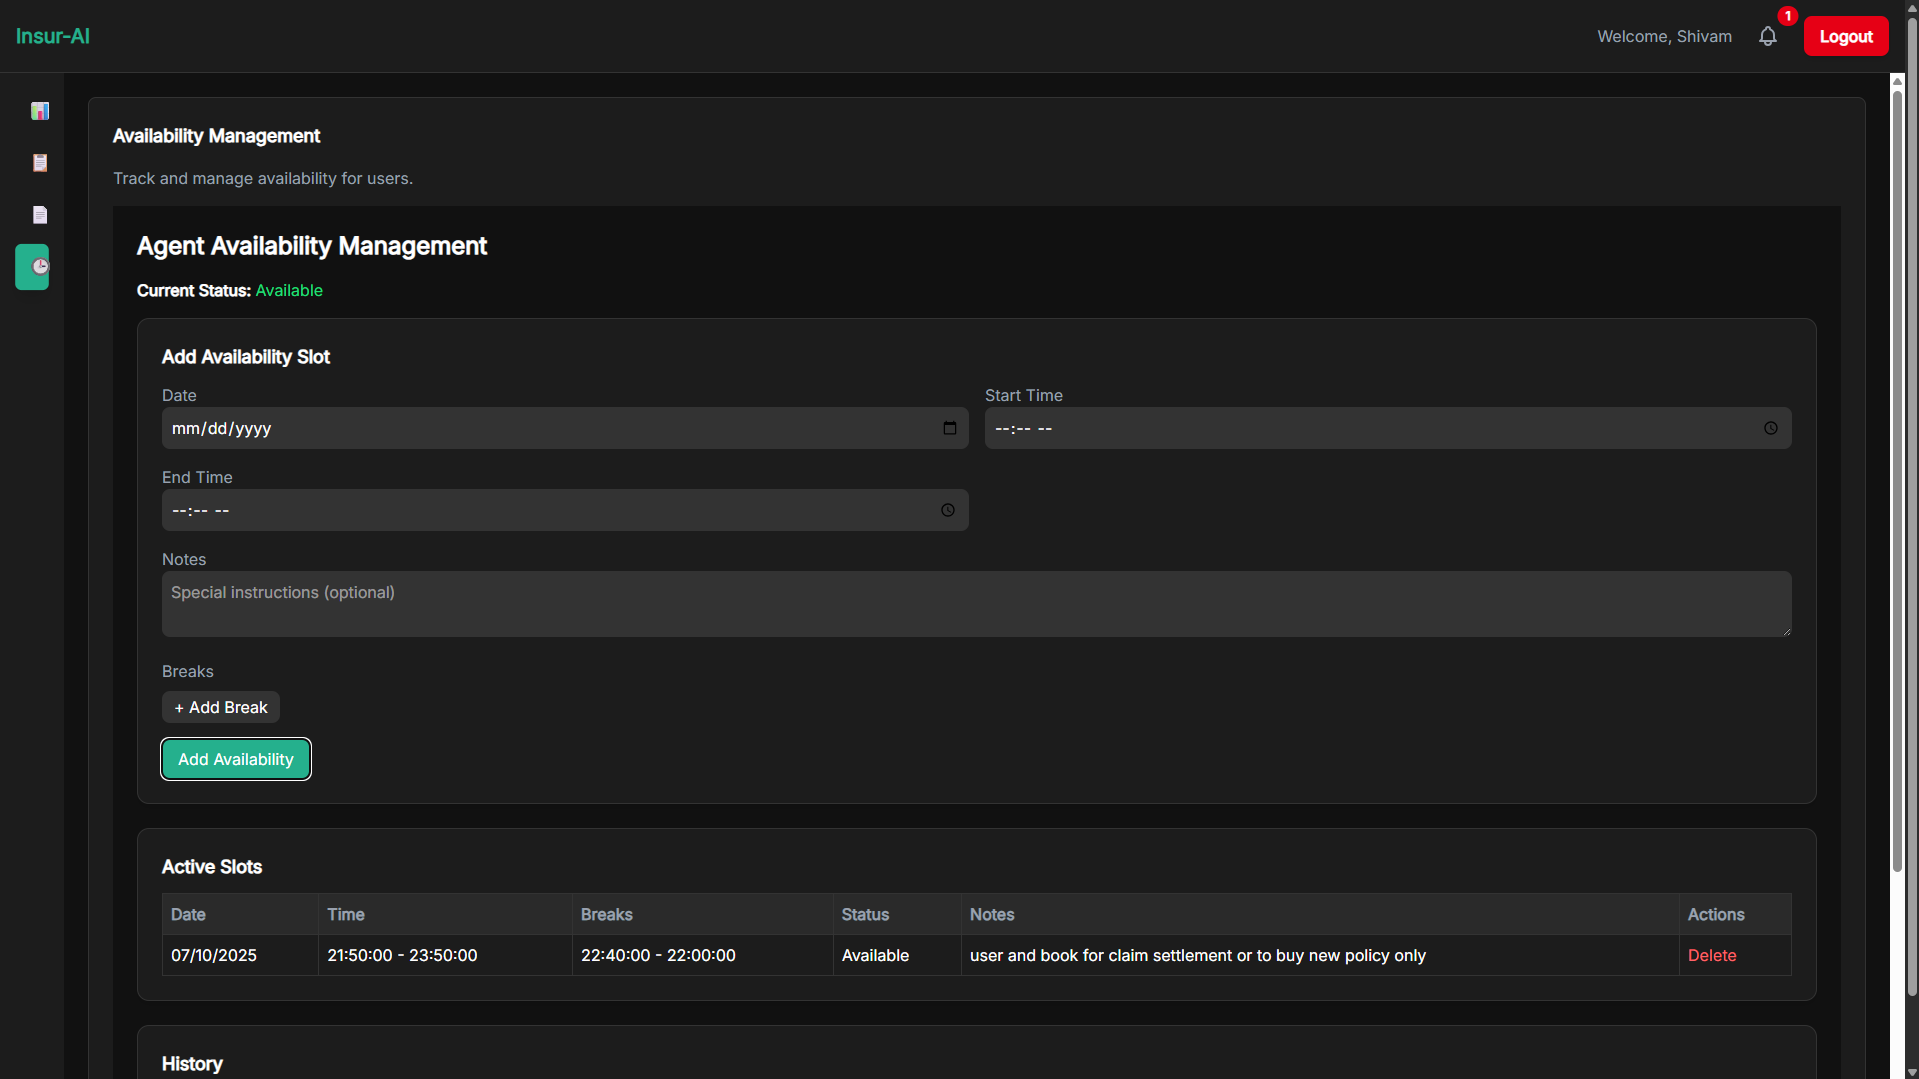 Insur-AI
Welcome, Shivam
1
Logout
Availability Management
Track and manage availability for users.
Agent Availability Management
Current Status: Available
Add Availability Slot
Date
Start Time
mm/dd/yyyy
--:-- --
End Time
--:-- --
Notes
Special instructions (optional)
Breaks
+ Add Break
Add Availability
Active Slots
Date Time Breaks Status Notes Actions
07/10/2025 21:50:00 - 23:50:00 22:40:00 - 22:00:00 Available user and book for claim settlement or to buy new policy only Delete
History